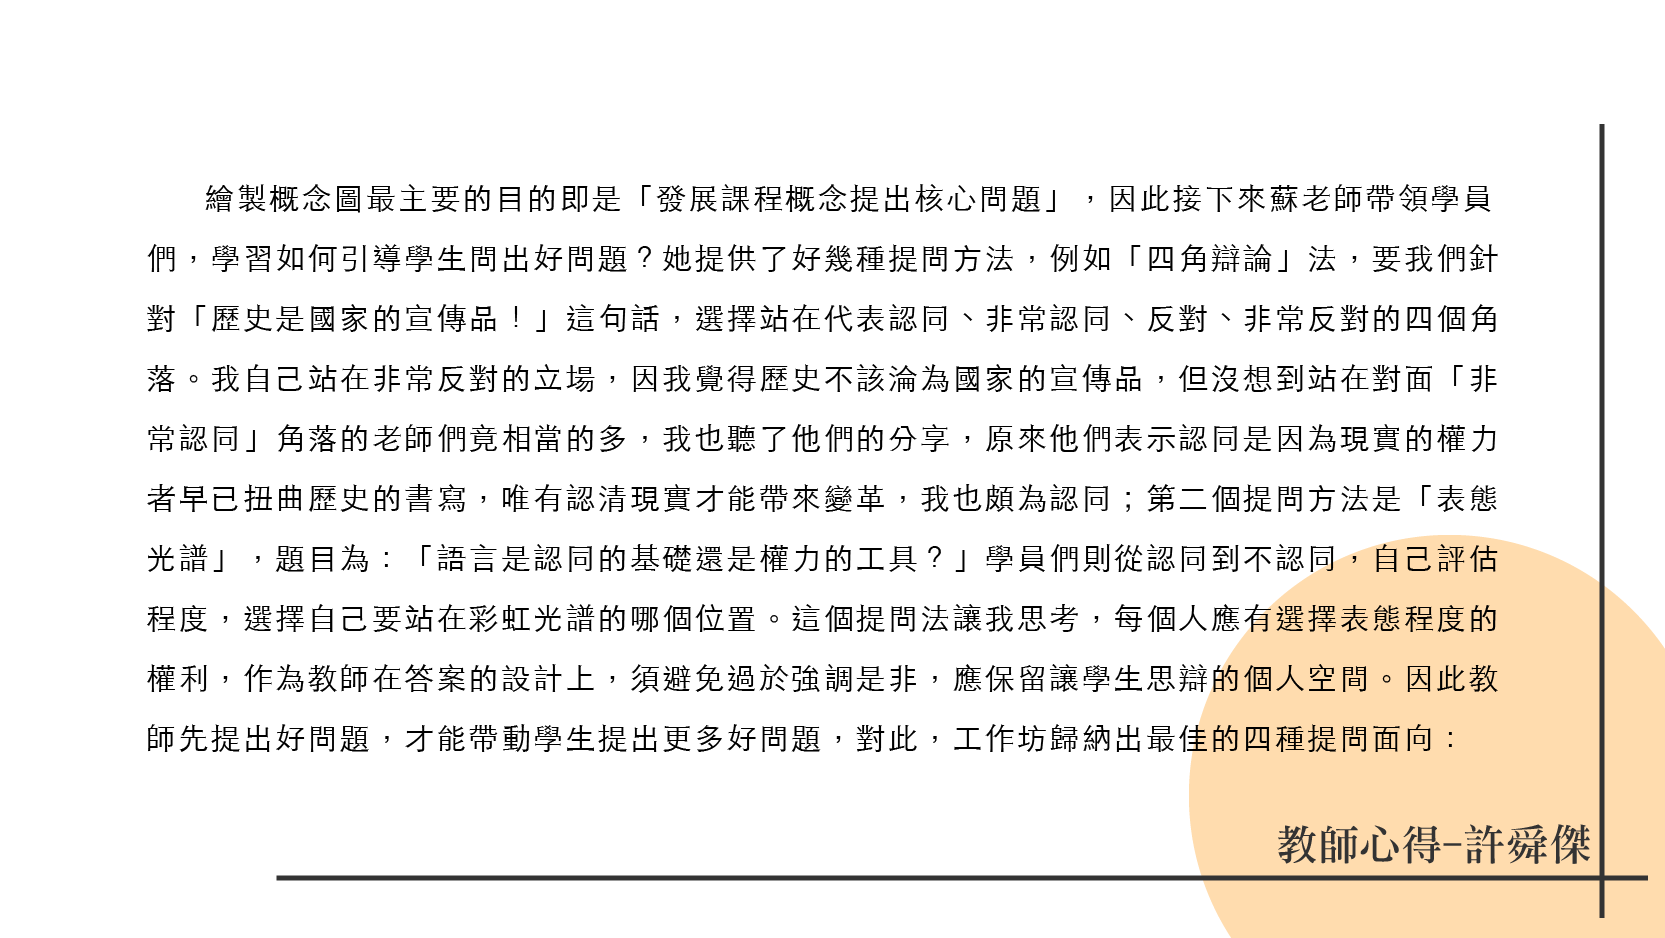 繪製概念圖最主要的目的即是「發展課程概念提出核心問題」，因此接下來蘇老師帶領學員
們，學習如何引導學生問出好問題？她提供了好幾種提問方法，例如「四角辯論」法，要我們針
對「歷史是國家的宣傳品！」這句話，選擇站在代表認同、非常認同、反對、非常反對的四個角
落。我自己站在非常反對的立場，因我覺得歷史不該淪為國家的宣傳品，但沒想到站在對面「非
常認同」角落的老師們竟相當的多，我也聽了他們的分享，原來他們表示認同是因為現實的權力
者早已扭曲歷史的書寫，唯有認清現實才能帶來變革，我也頗為認同；第二個提問方法是「表態
光譜」，題目為：「語言是認同的基礎還是權力的工具？」學員們則從認同到不認同，自己評估
程度，選擇自己要站在彩虹光譜的哪個位置。這個提問法讓我思考，每個人應有選擇表態程度的
權利，作為教師在答案的設計上，須避免過於強調是非，應保留讓學生思辯的個人空間。因此教
師先提出好問題，才能帶動學生提出更多好問題，對此，工作坊歸納出最佳的四種提問面向：
教師心得–許舜傑